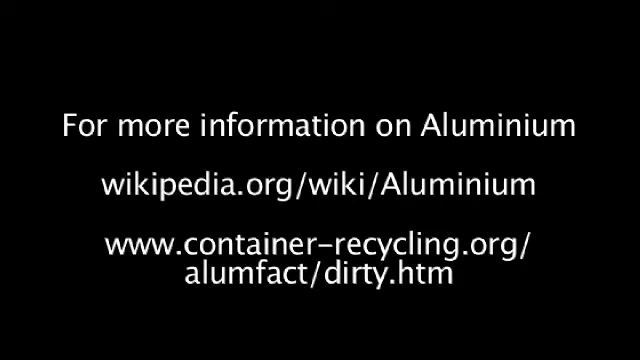 For more information on Aluminium
wikipedia.org/wiki/Aluminium
www.container-recycling.org/
alumfact/dirty.htm